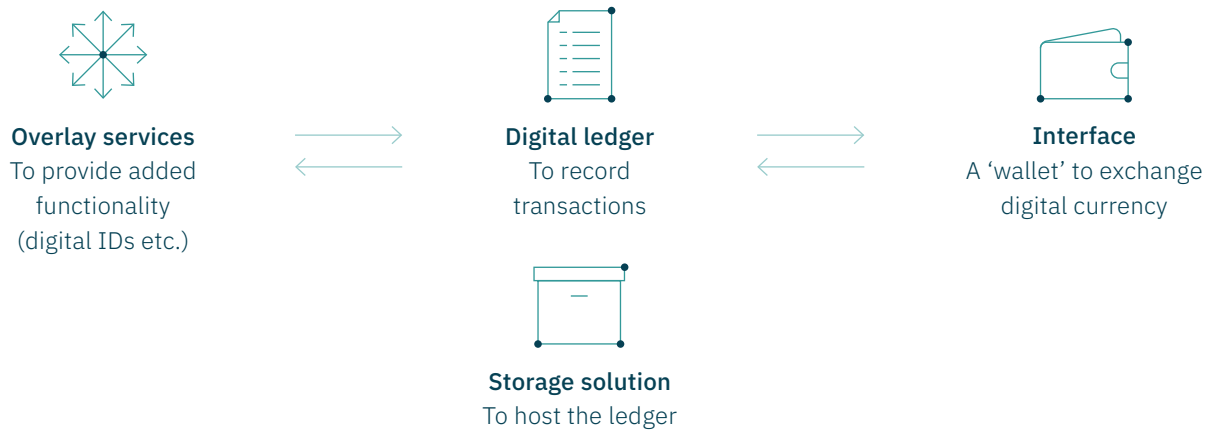 Overlay services
To provide added
functionality
(digital IDs etc.)
Digital ledger
To record
transactions
Interface
A ‘wallet’ to exchange
digital currency
Storage solution
To host the ledger